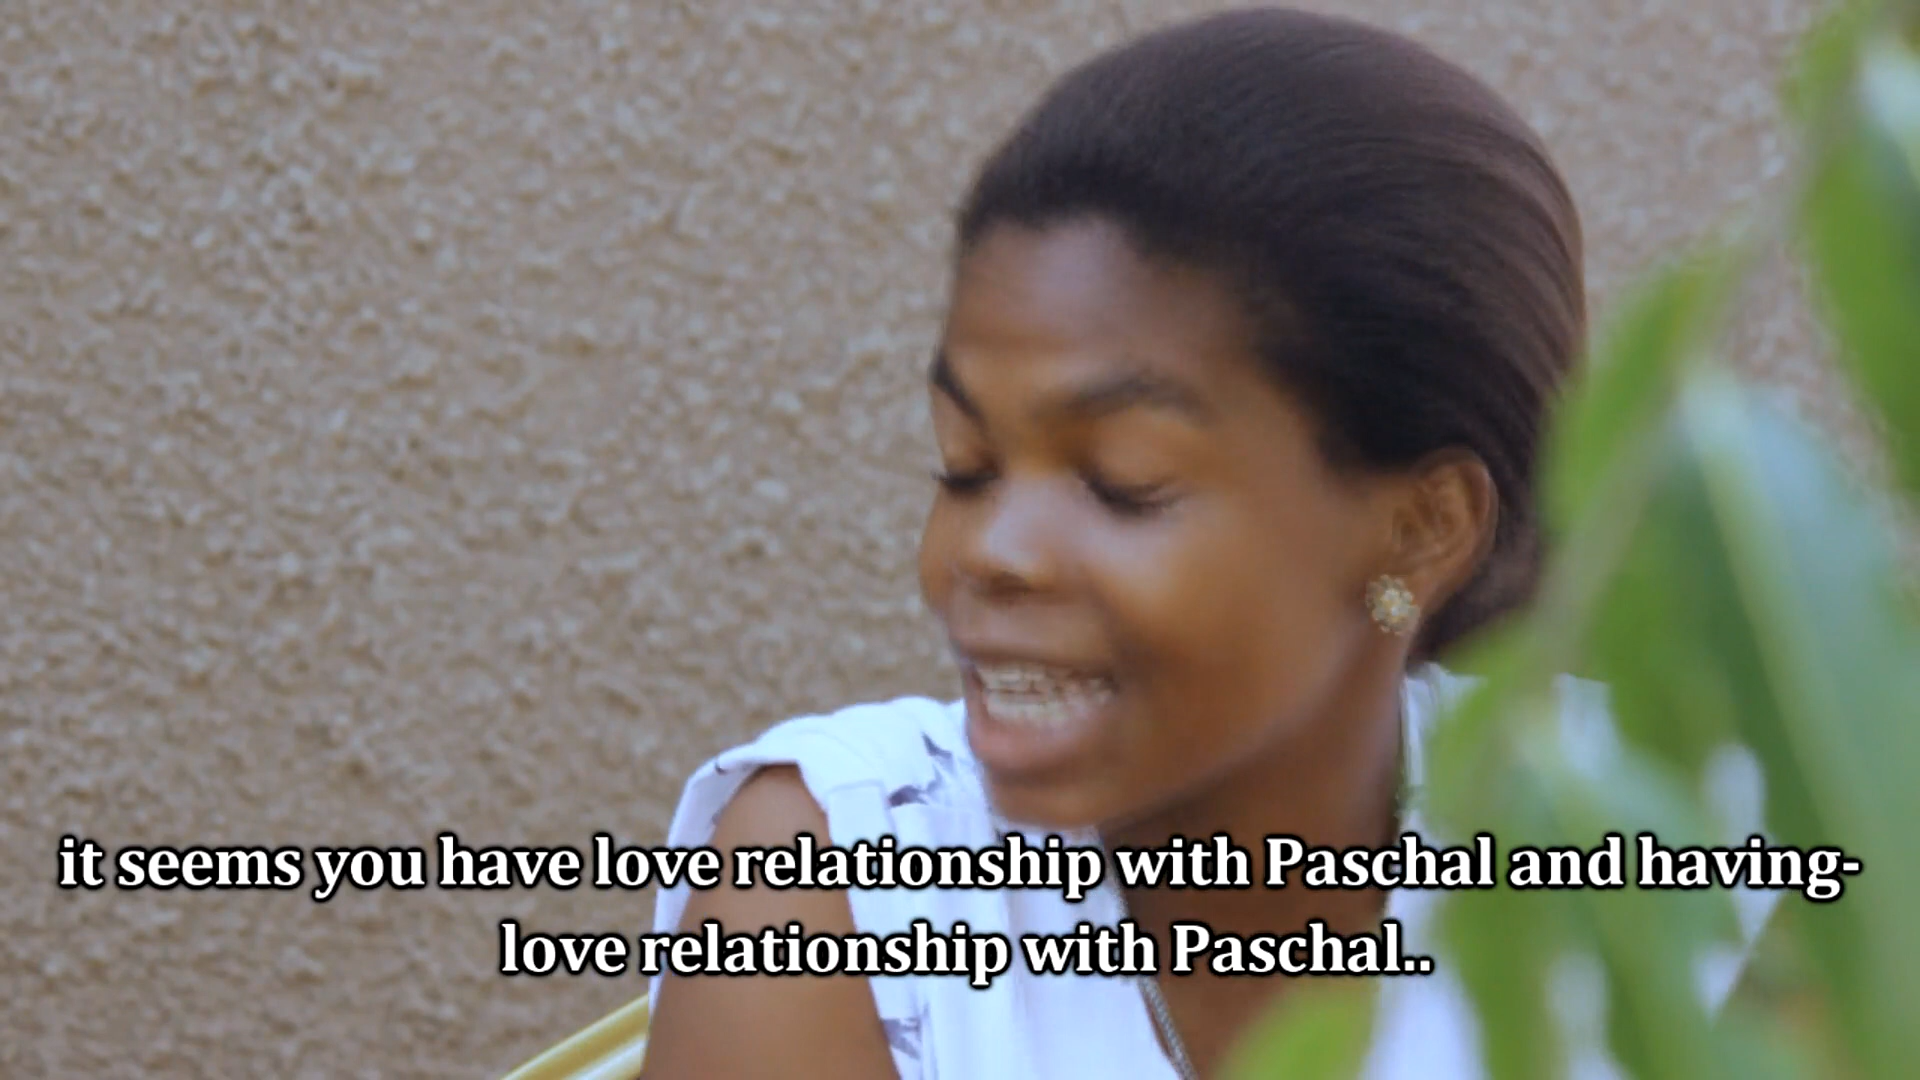 it seems you have love relationship with Paschal and having-
love relationship with Paschal..